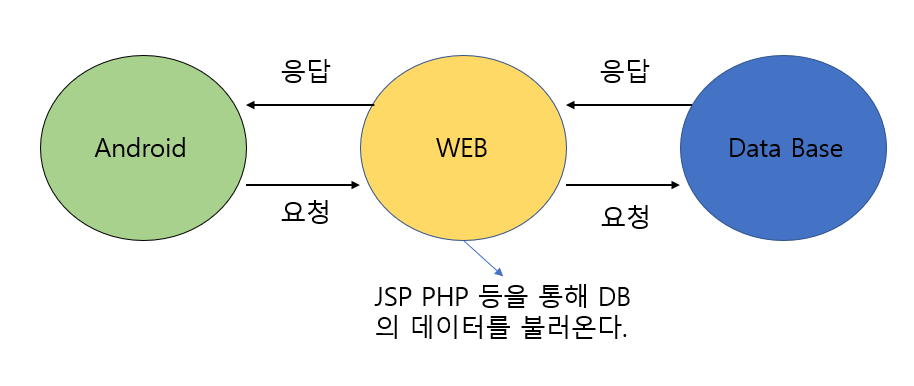 응답
응답
Android
WEB
Data Base
요청
요청
JSP PHP 등을 통해 DB
의 데이터를 불러온다.